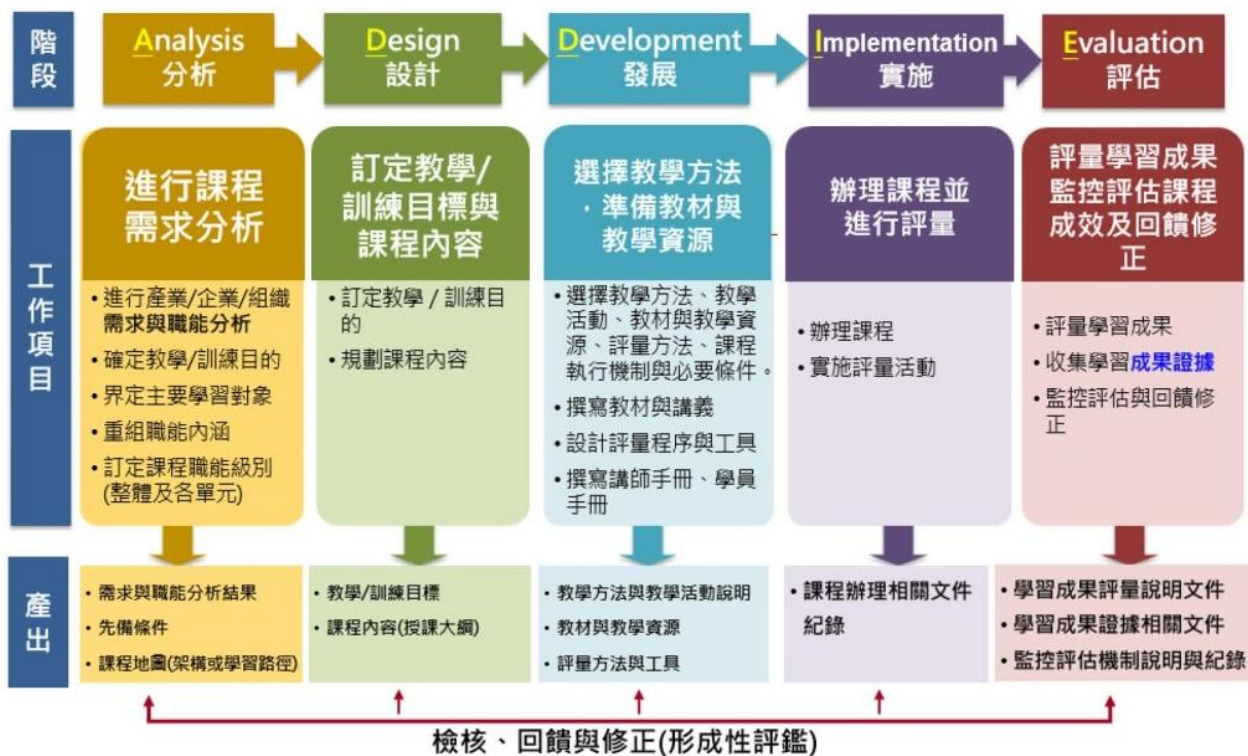 階
段
Analysis
分析
Design
設計
Development
發展
Implementation
實施
Evaluation
評估
工
作
項
目
進行課程
需求分析
• 進行產業/企業/組織
需求與職能分析
• 確定教學/訓練目的
• 界定主要學習對象
• 重組職能內涵
• 訂定課程職能級別
(整體及各單元)
訂定教學/
訓練目標與
課程內容
• 訂定教學 / 訓練目
的
• 規劃課程內容
選擇教學方法
，準備教材與
教學資源
• 選擇教學方法、教學
活動、教材與教學資
源、評量方法、課程
執行機制與必要條件。
• 撰寫教材與講義
• 設計評量程序與工具
• 撰寫講師手冊、學員
手冊
辦理課程並
進行評量
• 辦理課程
• 實施評量活動
評量學習成果
監控評估課程
成效及回饋修
正
• 評量學習成果
• 收集學習成果證據
• 監控評估與回饋修
正
產
出
• 需求與職能分析結果
• 先備條件
• 課程地圖(架構或學習路徑)
• 教學/訓練目標
• 課程內容(授課大綱)
• 教學方法與教學活動說明
• 教材與教學資源
• 評量方法與工具
• 課程辦理相關文件
紀錄
• 學習成果評量說明文件
• 學習成果證據相關文件
• 監控評估機制說明與紀錄
檢核、回饋與修正(形成性評鑑)